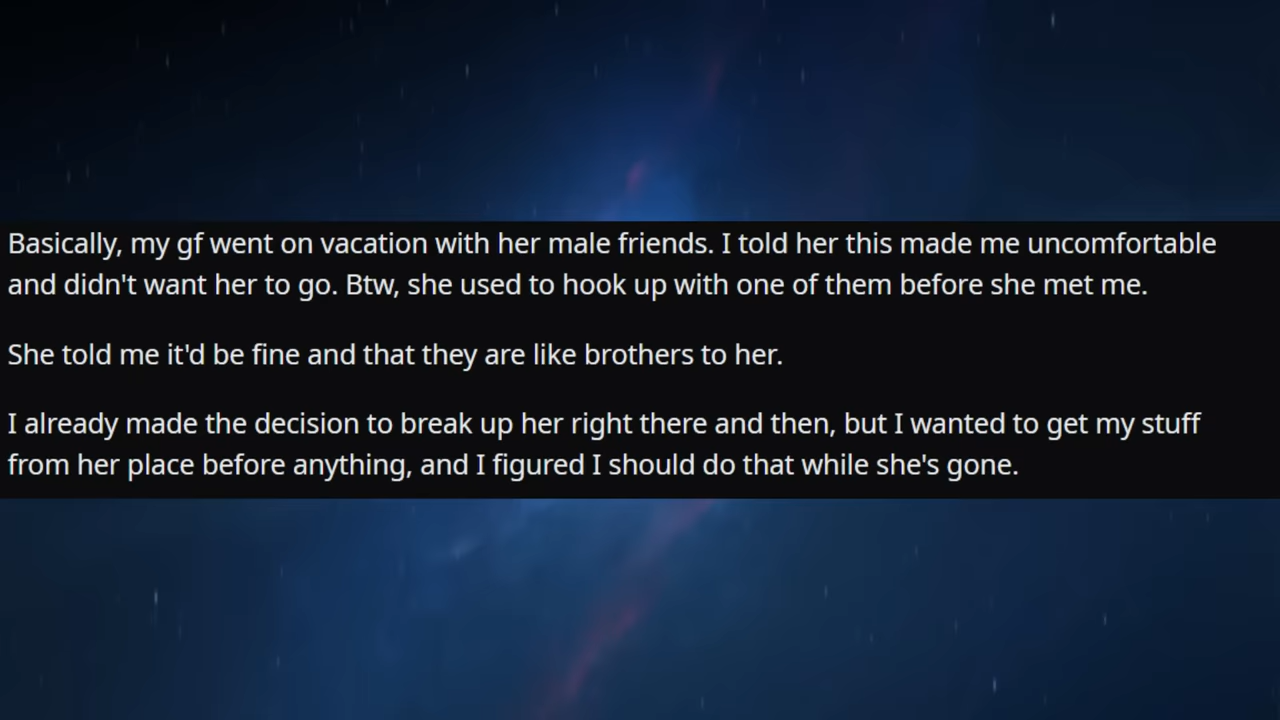 Basically, my gf went on vacation with her male friends. I told her this made me uncomfortable
and didn't want her to go. Btw, she used to hook up with one of them before she met me.
She told me it'd be fine and that they are like brothers to her.
I already made the decision to break up her right there and then, but I wanted to get my stuff
from her place before anything, and I figured I should do that while she's gone.